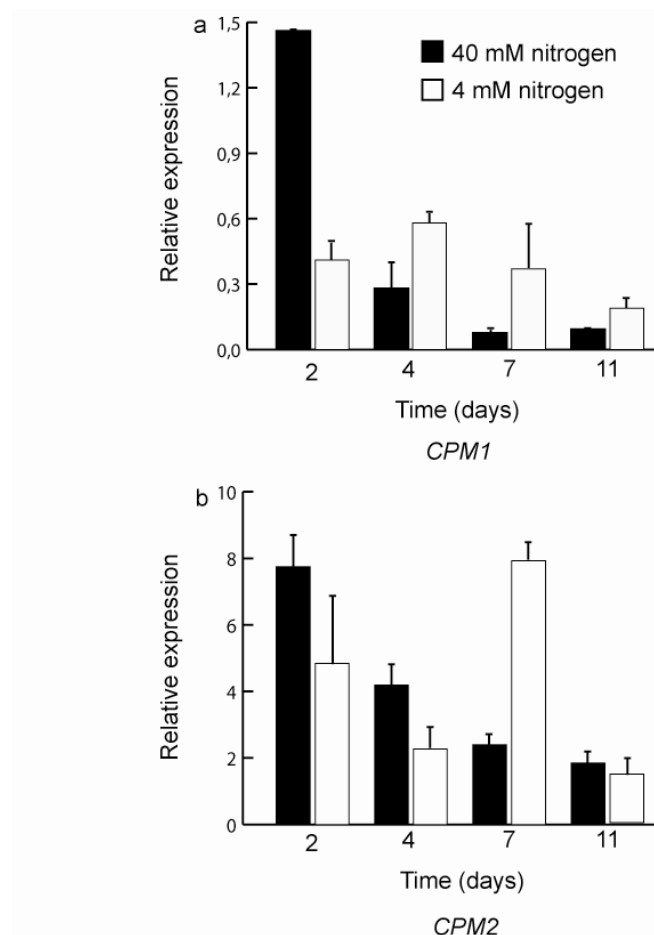 a
1,5
1,5
0,9
0,6
0,3
0,0
Relative expression
40 mM nitrogen
4 mM nitrogen
2 4 7 11
Time (days)
CPM1
b
10
8
6
4
2
0
Relative expression
2 4 7 11
Time (days)
CPM2